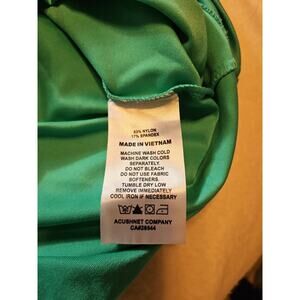 83% NYLON
17% SPANDEX
MADE IN VIETNAM
MACHINE WASH COLD
WASH DARK COLORS
SEPARATELY.
DO NOT BLEACH
DO NOT USE FABRIC
SOFTENERS.
TUMBLE DRY LOW
REMOVE IMMEDIATELY
COOL IRON IF NECESSARY
ACUSHNET COMPANY
CA#38544